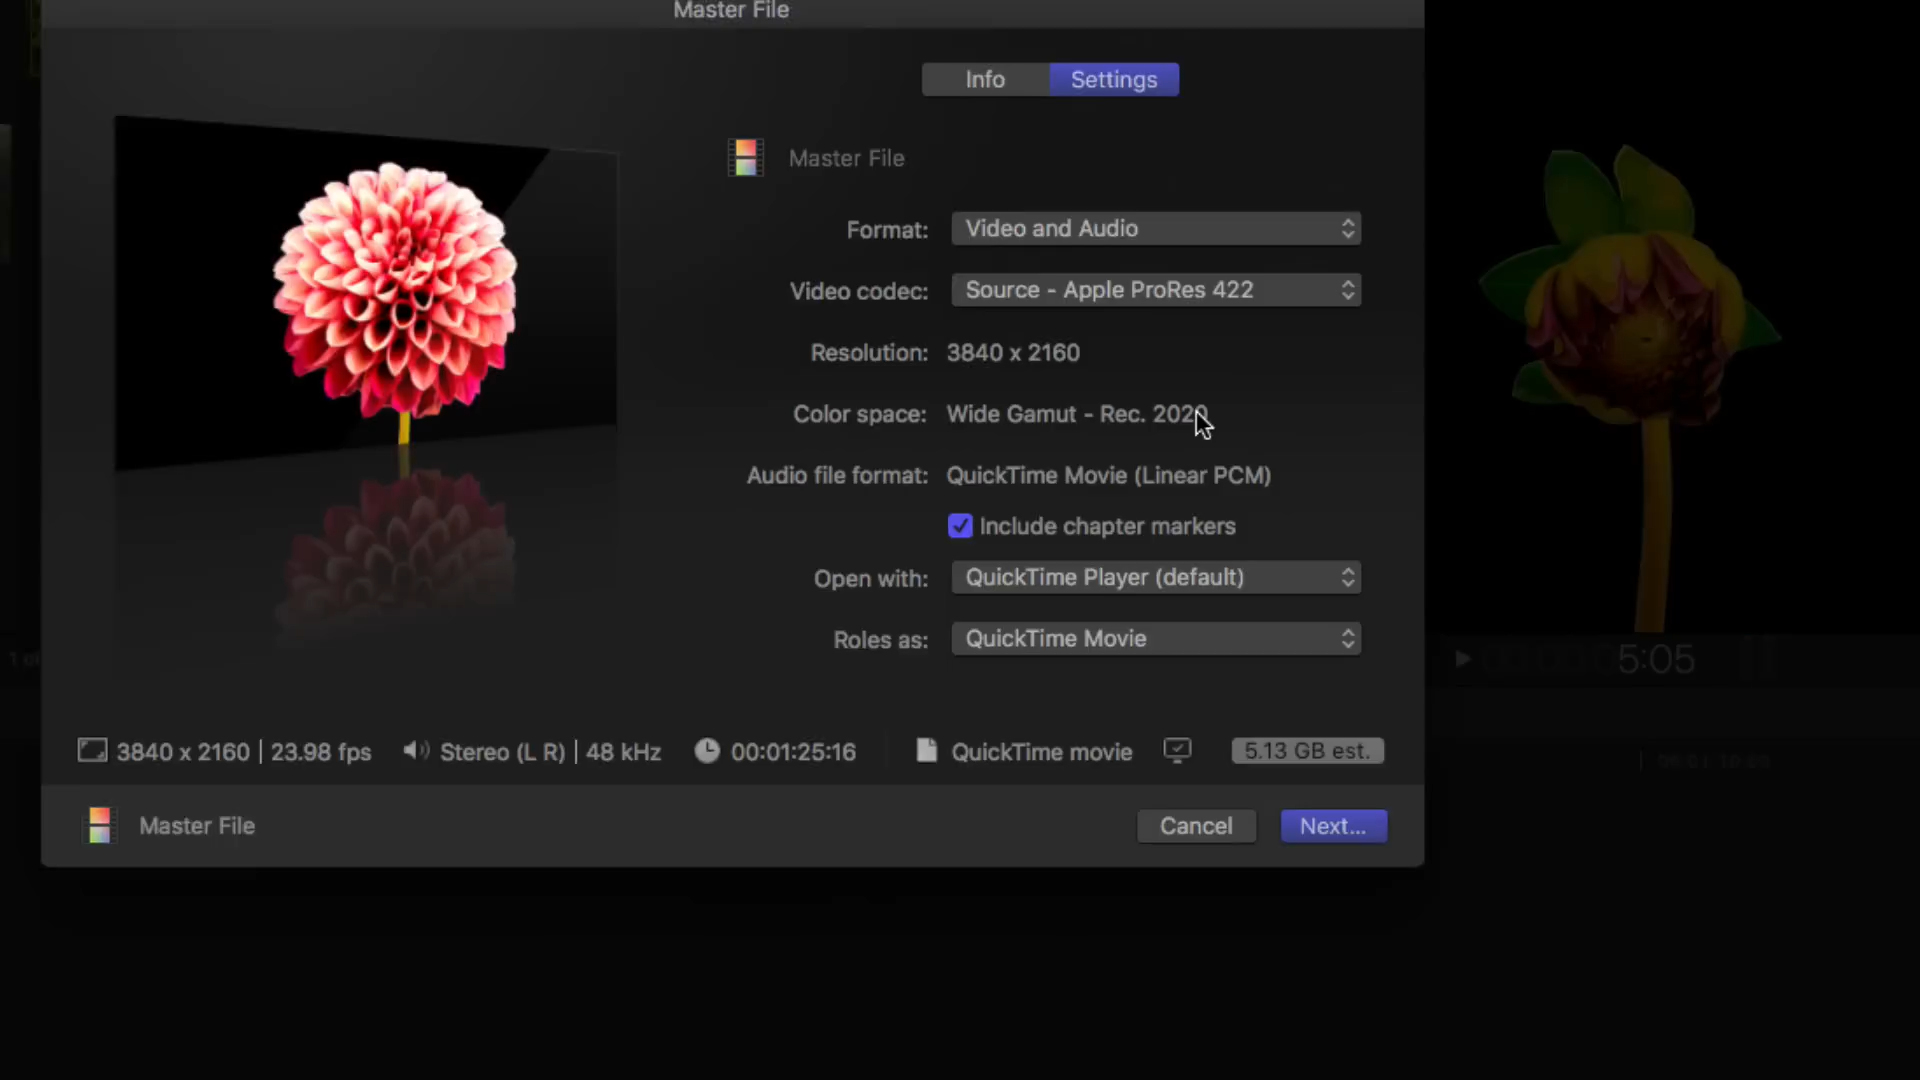 Master File
Info Settings
Master File
Format: Video and Audio
Video codec: Source - Apple ProRes 422
Resolution: 3840 x 2160
Color space: Wide Gamut - Rec. 2020
Audio file format: QuickTime Movie (Linear PCM)
Include chapter markers
Open with: QuickTime Player (default)
Roles as: QuickTime Movie
5:05
3840 x 2160 | 23.98 fps Stereo (L R) | 48 kHz 00:01:25:16 QuickTime movie 5.13 GB est.
Master File Cancel Next...